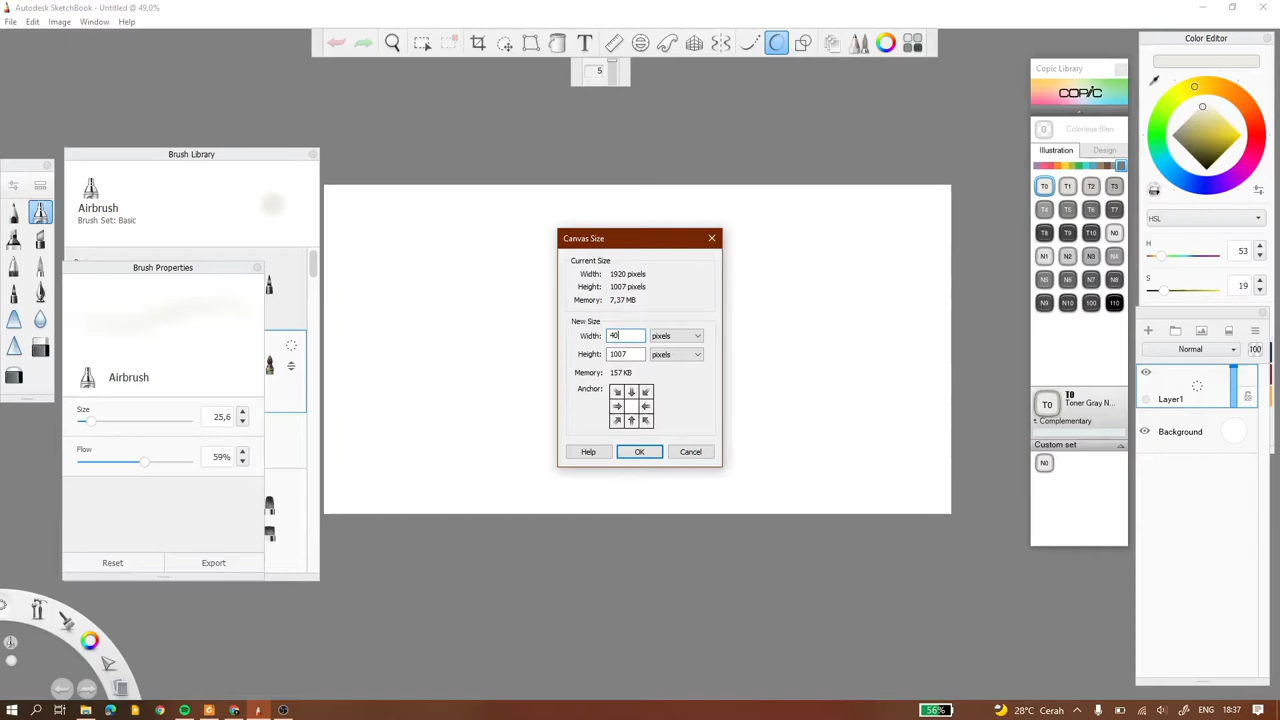 Autodesk SketchBook - Untitled @ 49,0%
File Edit Image Window Help
T
5
Brush Library
Airbrush
Brush Set: Basic
Brush Properties
Airbrush
Size
25,6
Flow
59%
Reset Export
Canvas Size
Current Size
Width: 1920 pixels
Height: 1007 pixels
Memory: 7,37 MB
New Size
Width: 40 pixels
Height: 1007 pixels
Memory: 157 KB
Anchor:
Help OK Cancel
Copic Library
COPIC
0 Colorless Blen
Illustration Design
T0 T1 T2 T3
T4 T5 T6 T7
T8 T9 T10 N0
N1 N2 N3 N4
N5 N6 N7 N8
N9 N10 100 110
T0 T0
Toner Gray N...
Complementary
Custom set
N0
Color Editor
HSL
H 53
S 19
Normal 100
Layer1
Background
56%
28°C Cerah
18:37